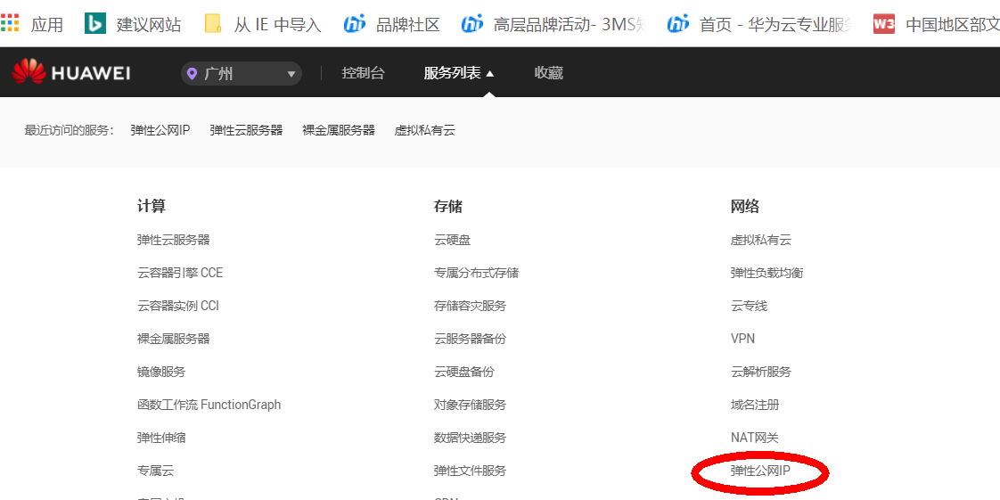 应用 建议网站 从 IE 中导入 品牌社区 高层品牌活动- 3MS知 首页 - 华为云专业服务 W3 中国地区部文
HUAWEI 广州 控制台 服务列表 收藏
最近访问的服务: 弹性公网IP 弹性云服务器 裸金属服务器 虚拟私有云
计算 存储 网络
弹性云服务器 云硬盘 虚拟私有云
云容器引擎 CCE 专属分布式存储 弹性负载均衡
云容器实例 CCI 存储容灾服务 云专线
裸金属服务器 云服务器备份 VPN
镜像服务 云硬盘备份 云解析服务
函数工作流 FunctionGraph 对象存储服务 域名注册
弹性伸缩 数据快递服务 NAT网关
专属云 弹性文件服务 弹性公网IP